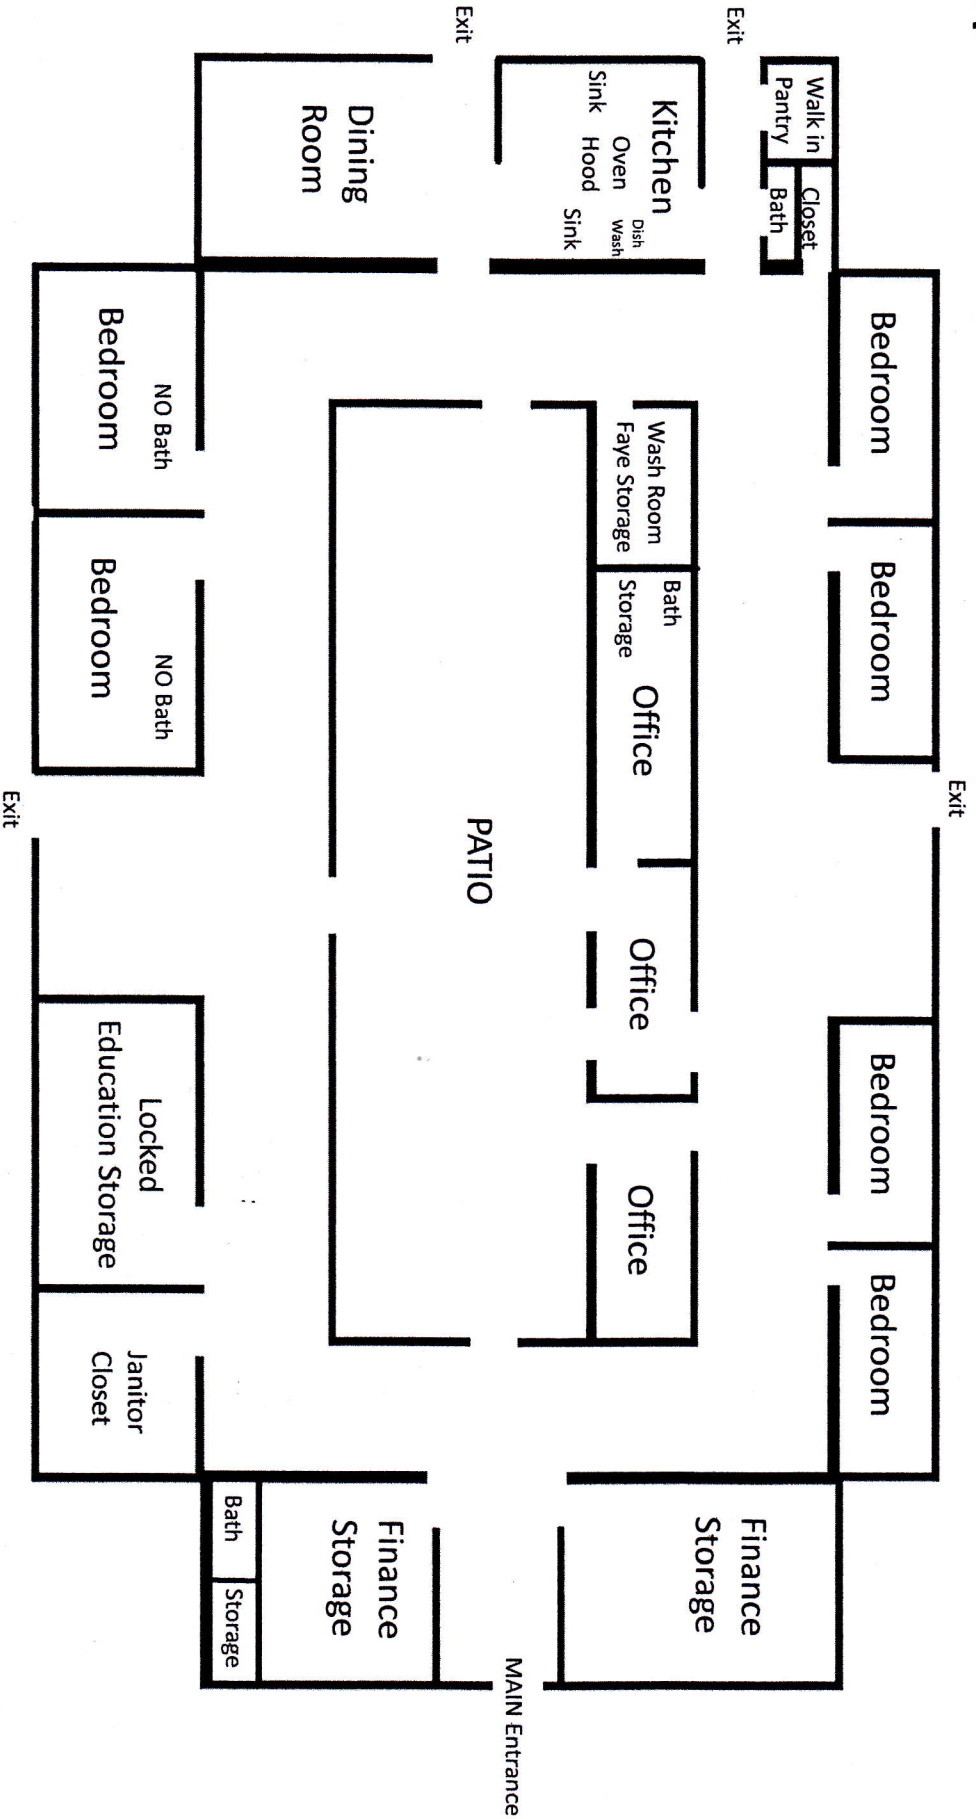 Exit
Bedroom
Bedroom
Bedroom
Bedroom
Walk in
Pantry
Closet
Bath
Exit
Finance
Storage
Kitchen
Dish
Wash
Oven
Hood
Sink
Sink
Wash Room
Faye Storage
Bath
Storage
Office
Office
Office
MAIN Entrance
PATIO
Exit
Dining
Room
Finance
Storage
Bath
Storage
NO Bath
Bedroom
NO Bath
Bedroom
Locked
Education Storage
Janitor
Closet
Exit